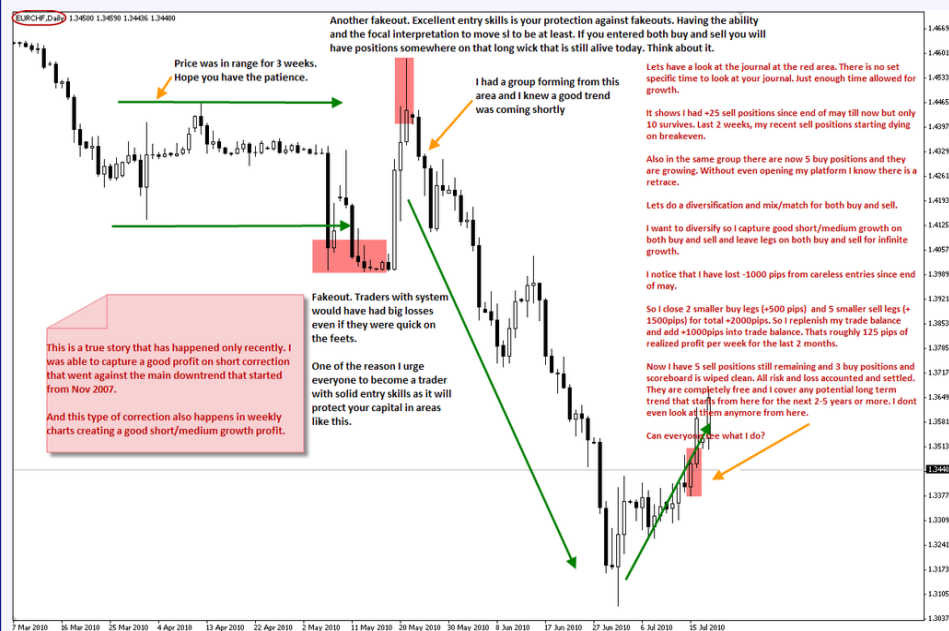 EURCHF,Daily 1.34500 1.34590 1.34436 1.34480
Another fakeout. Excellent entry skills is your protection against fakeouts. Having the ability
and the focal interpretation to move sl to be at least. If you entered both buy and sell you will
have positions somewhere on that long wick that is still alive today. Think about it.
Price was in range for 3 weeks.
Hope you have the patience.
I had a group forming from this
area and I knew a good trend
was coming shortly
Lets have a look at the journal at the red area. There is no set
specific time to look at your journal. Just enough time allowed for
growth.
It shows I had +25 sell positions since end of may till now but only
10 survives. Last 2 weeks, my recent sell positions starting dying
on breakeven.
Also in the same group there are now 5 buy positions and they
are growing. Without even opening my platform I know there is a
retrace.
Lets do a diversification and mix/match for both buy and sell.
I want to diversify so I capture good short/medium growth on
both buy and sell and leave legs on both buy and sell for infinite
growth.
I notice that I have lost -1000 pips from careless entries since end
of may.
So I close 2 smaller buy legs (+500 pips) and 5 smaller sell legs (+
1500pips) for total +2000pips. So I replenish my trade balance
and add +1000pips into trade balance. Thats roughly 125 pips of
realized profit per week for the last 2 months.
Now I have 5 sell positions still remaining and 3 buy positions and
scoreboard is wiped clean. All risk and loss accounted and settled.
They are completely free and I cover any potential long term
trend that starts from here for the next 2-5 years or more. I dont
even look at them anymore from here.
Can everyone see what I do?
Fakeout. Traders with system
would have had big losses
even if they were quick on
the feets.
One of the reason I urge
everyone to become a trader
with solid entry skills as it will
protect your capital in areas
like this.
This is a true story that has happened only recently. I
was able to capture a good profit on short correction
that went against the main downtrend that started
from Nov 2007.
And this type of correction also happens in weekly
charts creating a good short/medium growth profit.
1.4669
1.4601
1.4533
1.4465
1.4397
1.4329
1.4261
1.4193
1.4125
1.4057
1.3989
1.3921
1.3853
1.3785
1.3717
1.3649
1.3581
1.3513
1.3448
1.3377
1.3309
1.3241
1.3173
1.3105
1.3037
7 Mar 2010 16 Mar 2010 25 Mar 2010 4 Apr 2010 13 Apr 2010 22 Apr 2010 2 May 2010 11 May 2010 20 May 2010 30 May 2010 8 Jun 2010 17 Jun 2010 27 Jun 2010 6 Jul 2010 15 Jul 2010